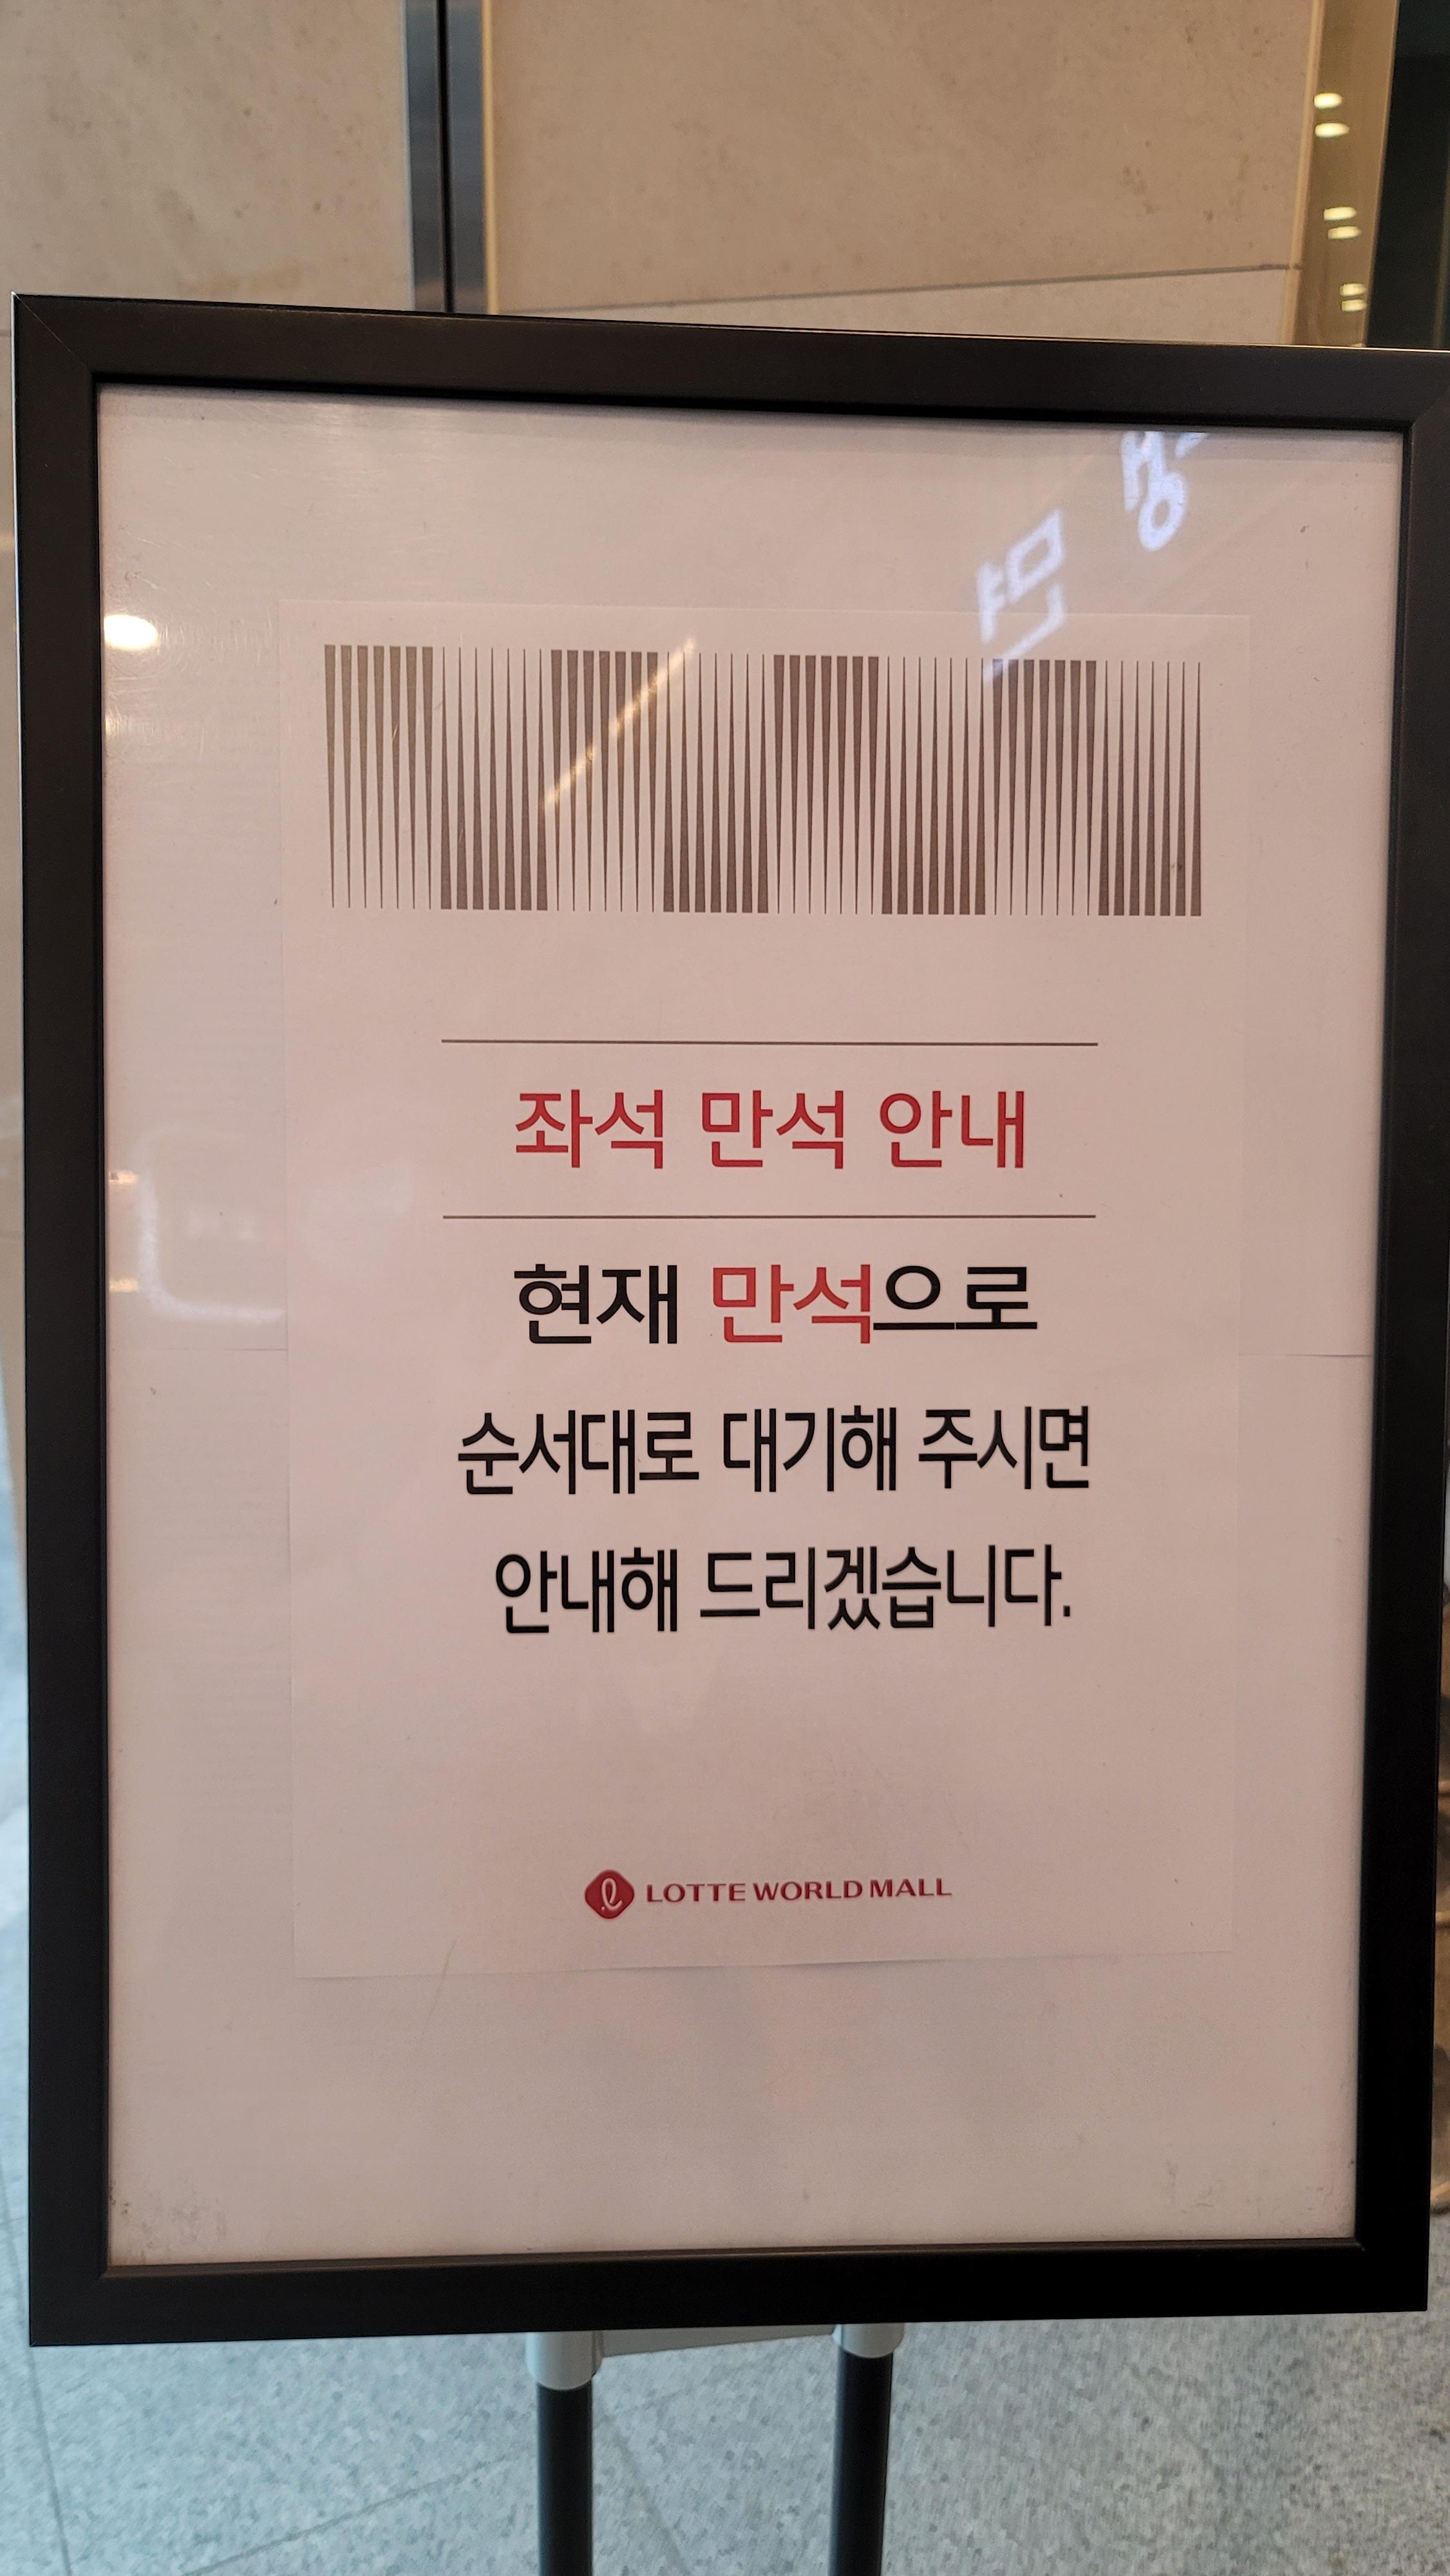 좌석 만석 안내
현재 만석으로
순서대로 대기해 주시면
안내해 드리겠습니다.
LOTTE WORLD MALL